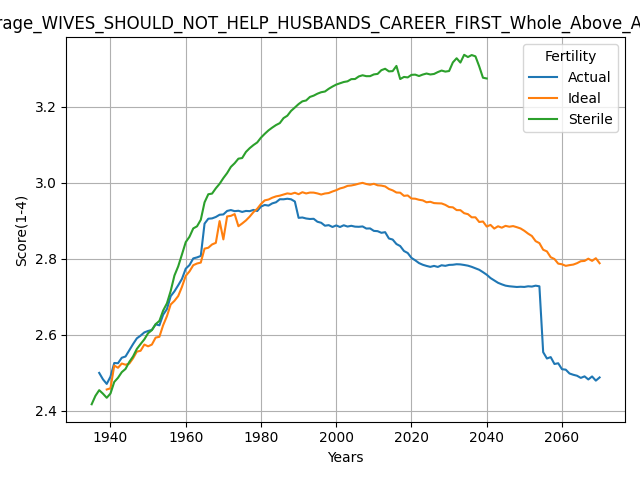 rage_WIVES_SHOULD_NOT_HELP_HUSBANDS_CAREER_FIRST_Whole_Above_A
Fertility
Actual
Ideal
Sterile
Score(1-4)
3.2
3.0
2.8
2.6
2.4
1940 1960 1980 2000 2020 2040 2060
Years